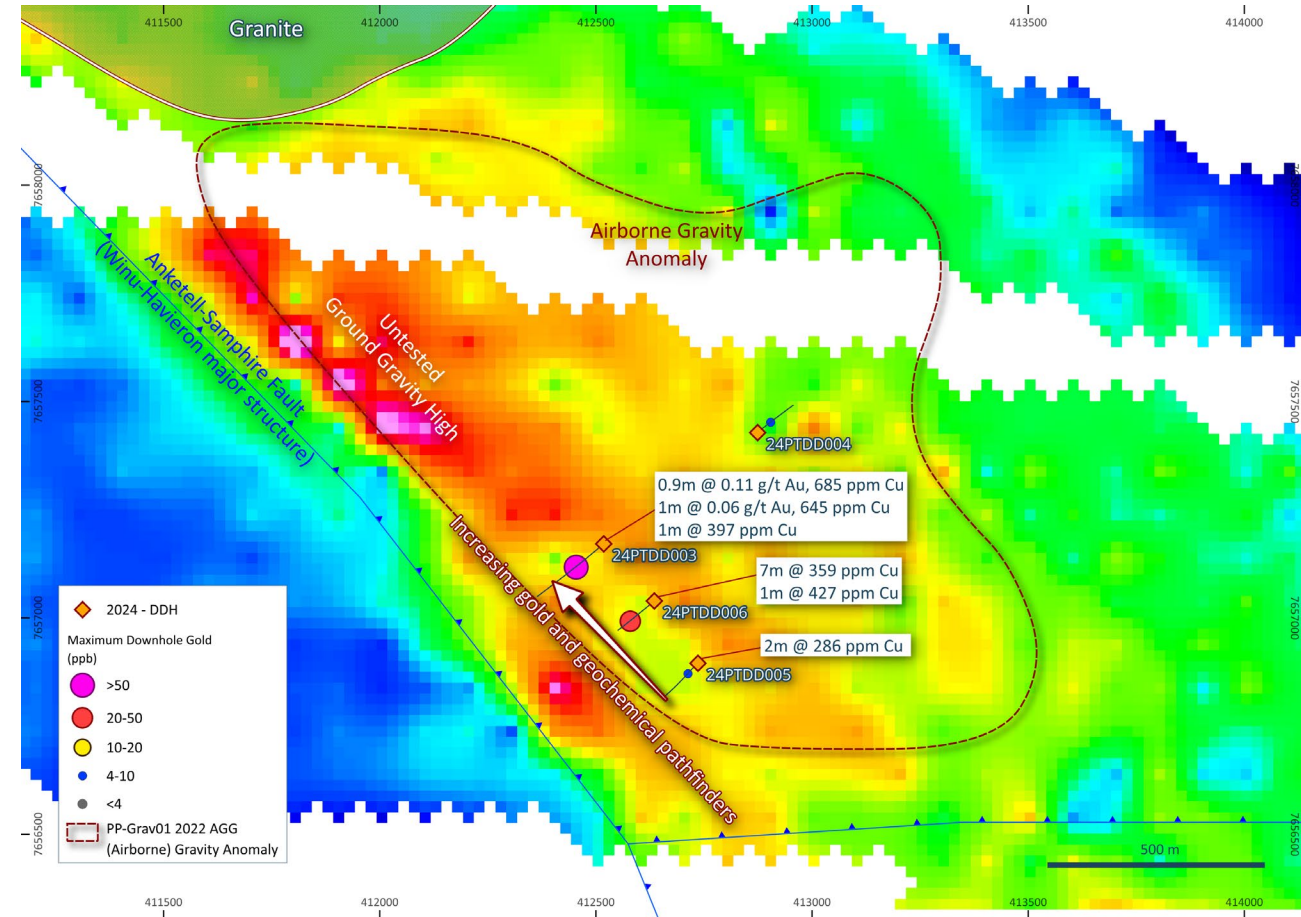 411500
412000
412500
413000
413500
414000
Granite
7658000
Airborne Gravity
Anomaly
Anketell-Samphire Fault
(Winu-Havieron major structure)
Untested
Ground Gravity High
7657500
7657500
24PTDD004
0.9m @ 0.11 g/t Au, 685 ppm Cu
1m @ 0.06 g/t Au, 645 ppm Cu
1m @ 397 ppm Cu
24PTDD003
7m @ 359 ppm Cu
1m @ 427 ppm Cu
24PTDD006
7657000
7657000
2m @ 286 ppm Cu
24PTDD005
Increasing gold and geochemical pathfinders
2024 - DDH
Maximum Downhole Gold
(ppb)
>50
20-50
10-20
4-10
<4
PP-Grav01 2022 AGG
(Airborne) Gravity Anomaly
7656500
7656500
500 m
411500
412000
412500
413000
413500
414000